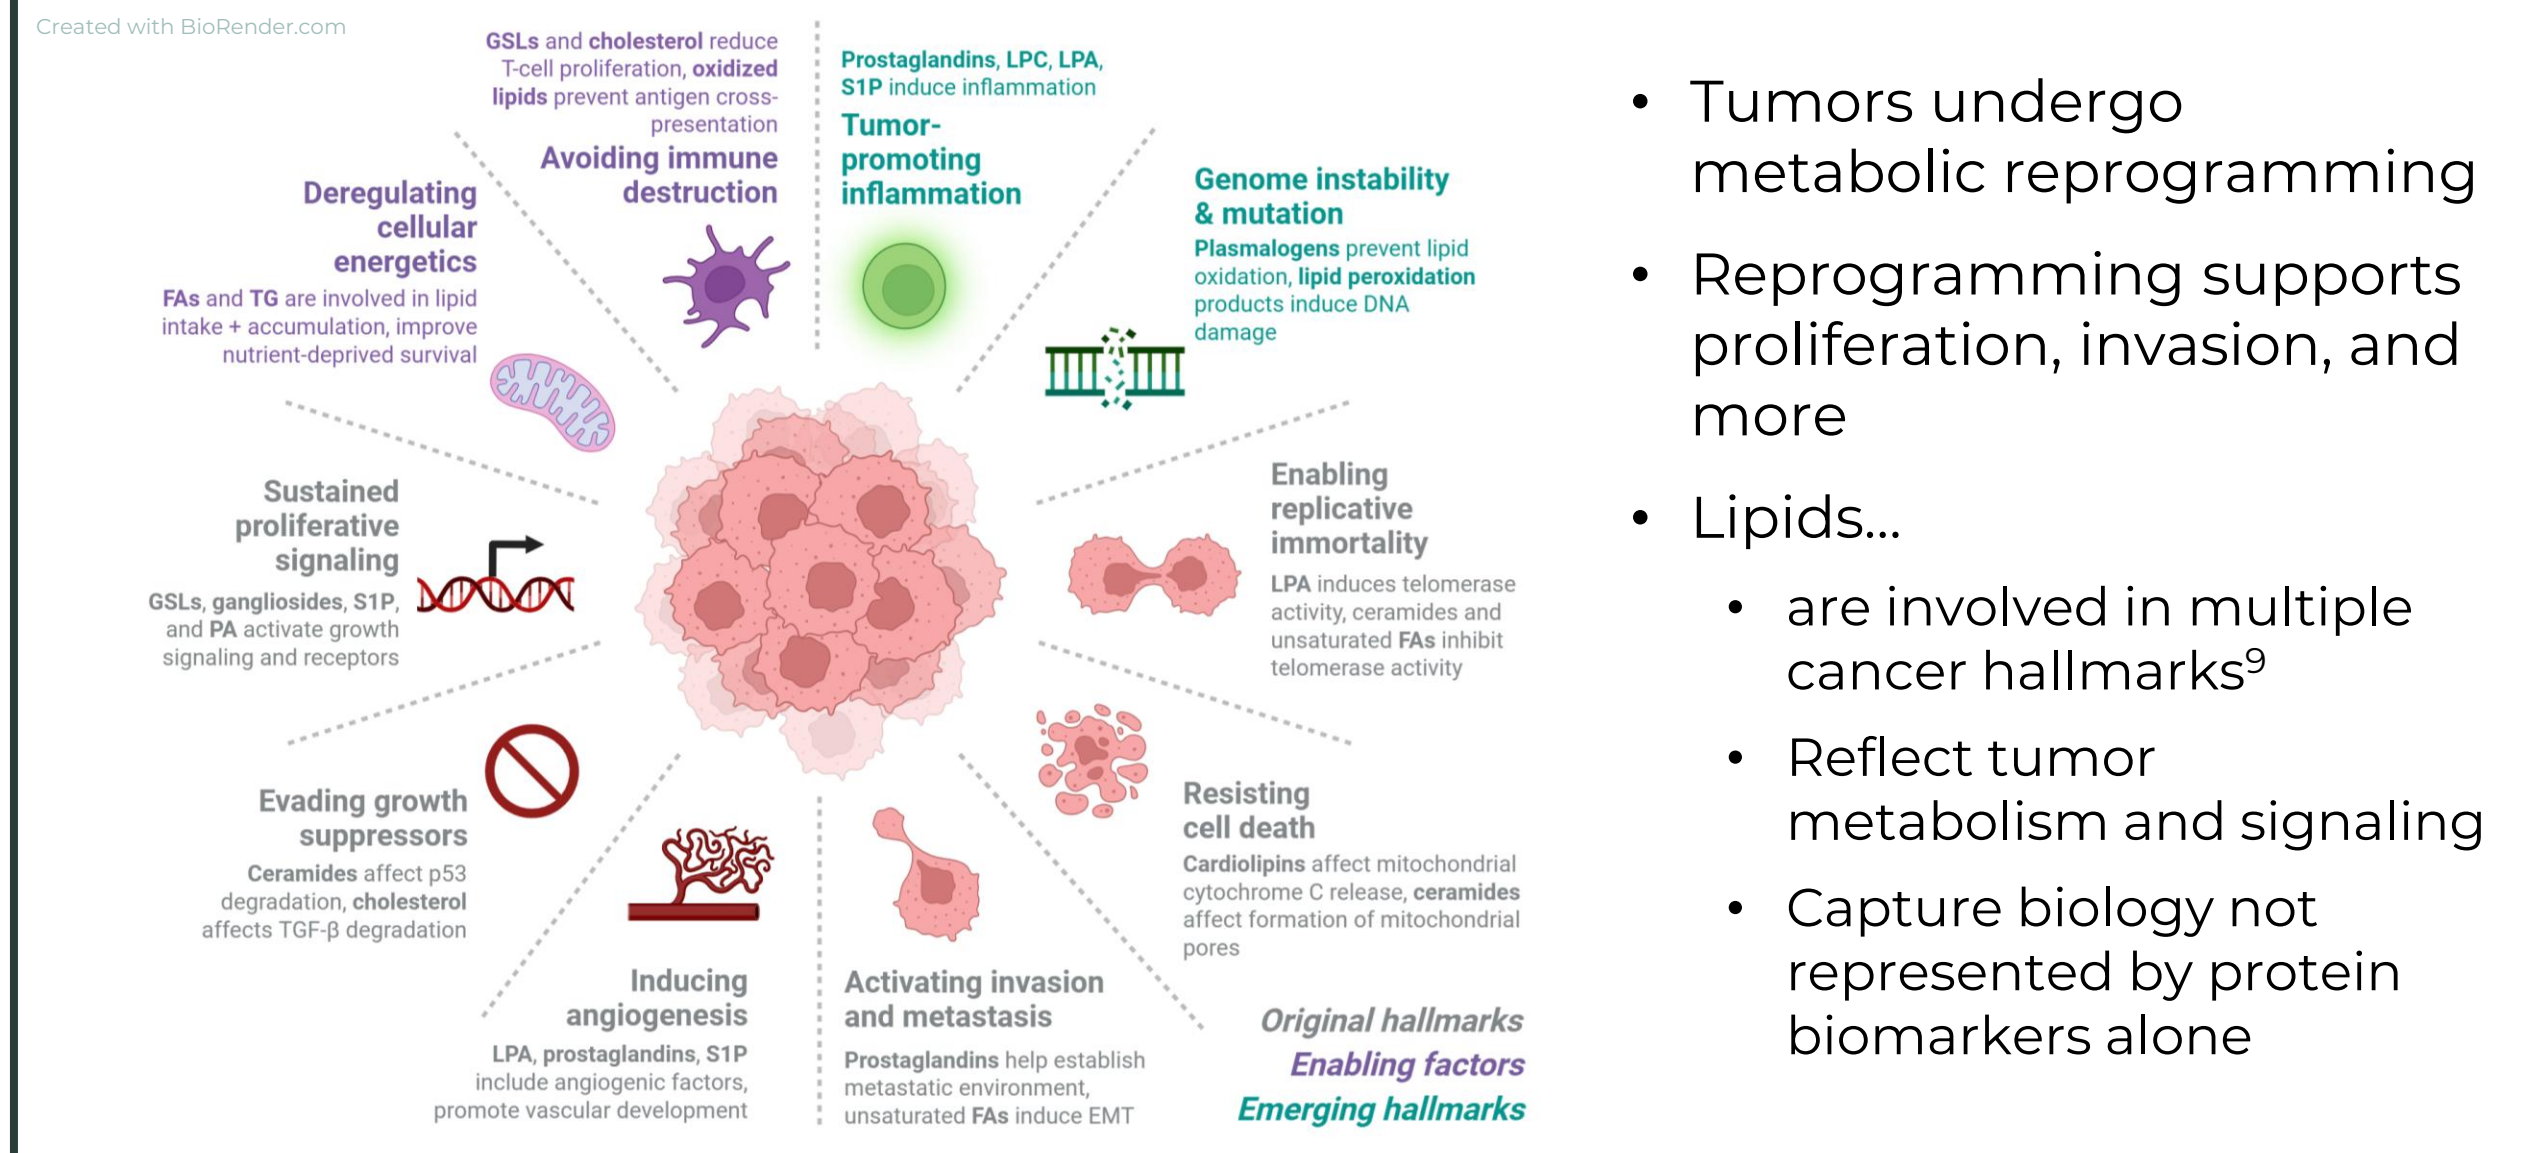 Created with BioRender.com
GSLs and cholesterol reduce
T-cell proliferation, oxidized
lipids prevent antigen cross-
presentation
Avoiding immune
destruction
Prostaglandins, LPC, LPA,
S1P induce inflammation
Tumor-
promoting
inflammation
Genome instability
& mutation
Plasmalogens prevent lipid
oxidation, lipid peroxidation
products induce DNA
damage
Deregulating
cellular
energetics
FAs and TG are involved in lipid
intake + accumulation, improve
nutrient-deprived survival
Sustained
proliferative
signaling
GSLs, gangliosides, S1P,
and PA activate growth
signaling and receptors
Enabling
replicative
immortality
LPA induces telomerase
activity, ceramides and
unsaturated FAs inhibit
telomerase activity
Evading growth
suppressors
Ceramides affect p53
degradation, cholesterol
affects TGF-β degradation
Resisting
cell death
Cardiolipins affect mitochondrial
cytochrome C release, ceramides
affect formation of mitochondrial
pores
Inducing
angiogenesis
LPA, prostaglandins, S1P
include angiogenic factors,
promote vascular development
Activating invasion
and metastasis
Prostaglandins help establish
metastatic environment,
unsaturated FAs induce EMT
Original hallmarks
Enabling factors
Emerging hallmarks
• Tumors undergo
metabolic reprogramming
• Reprogramming supports
proliferation, invasion, and
more
• Lipids...
• are involved in multiple
cancer hallmarks⁹
• Reflect tumor
metabolism and signaling
• Capture biology not
represented by protein
biomarkers alone